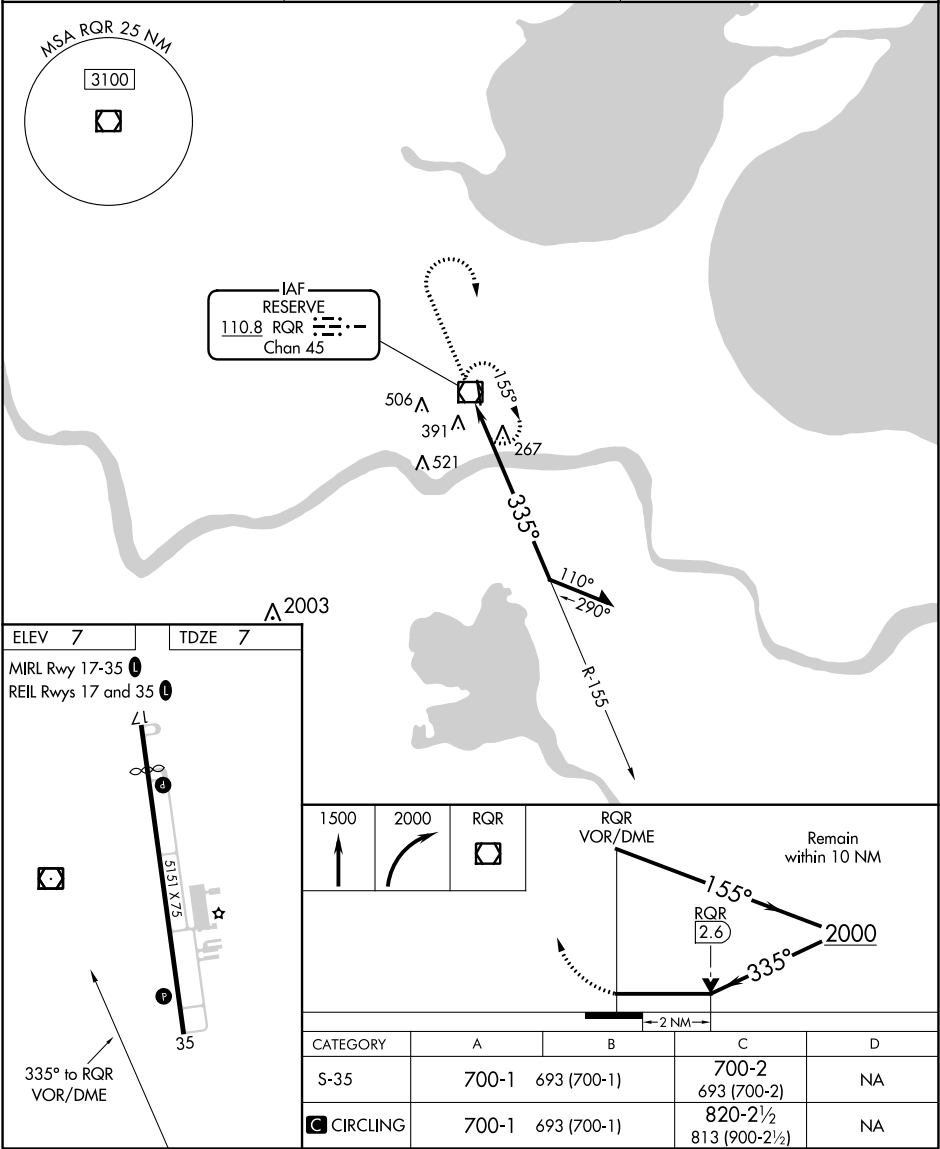 MSA RQR 25 NM
3100
IAF
RESERVE
110.8 RQR
Chan 45
155°
506
391
267
521
335°
110°
290°
2003
R-155
ELEV 7
TDZE 7
MIRL Rwy 17-35 L
REIL Rwys 17 and 35 L
17
P
5151 X 75
P
35
335° to RQR
VOR/DME
1500
2000
RQR
RQR
VOR/DME
Remain
within 10 NM
155°
RQR
2.6
2000
335°
2 NM
CATEGORY A B C D
S-35 700-1 693 (700-1) 700-2 NA
693 (700-2)
C CIRCLING 700-1 693 (700-1) 820-2½ NA
813 (900-2½)